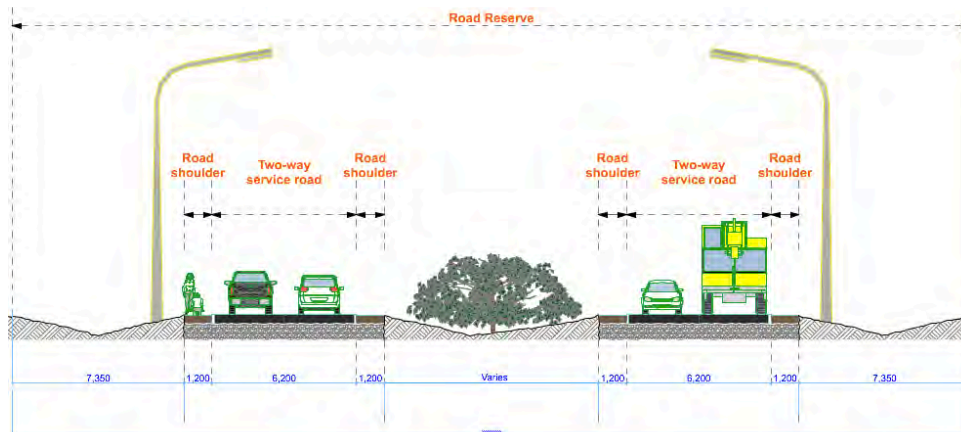 Road Reserve
Road
shoulder
Two-way
service road
Road
shoulder
Road
shoulder
Two-way
service road
Road
shoulder
7,350
1,200
6,200
1,200
Varies
1,200
6,200
1,200
7,350